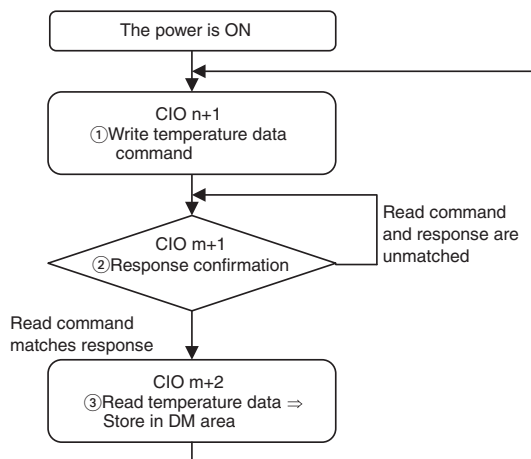 The power is ON
CIO n+1
①Write temperature data
command
CIO m+1
②Response confirmation
Read command
and response are
unmatched
Read command
matches response
CIO m+2
③Read temperature data ⇒
Store in DM area